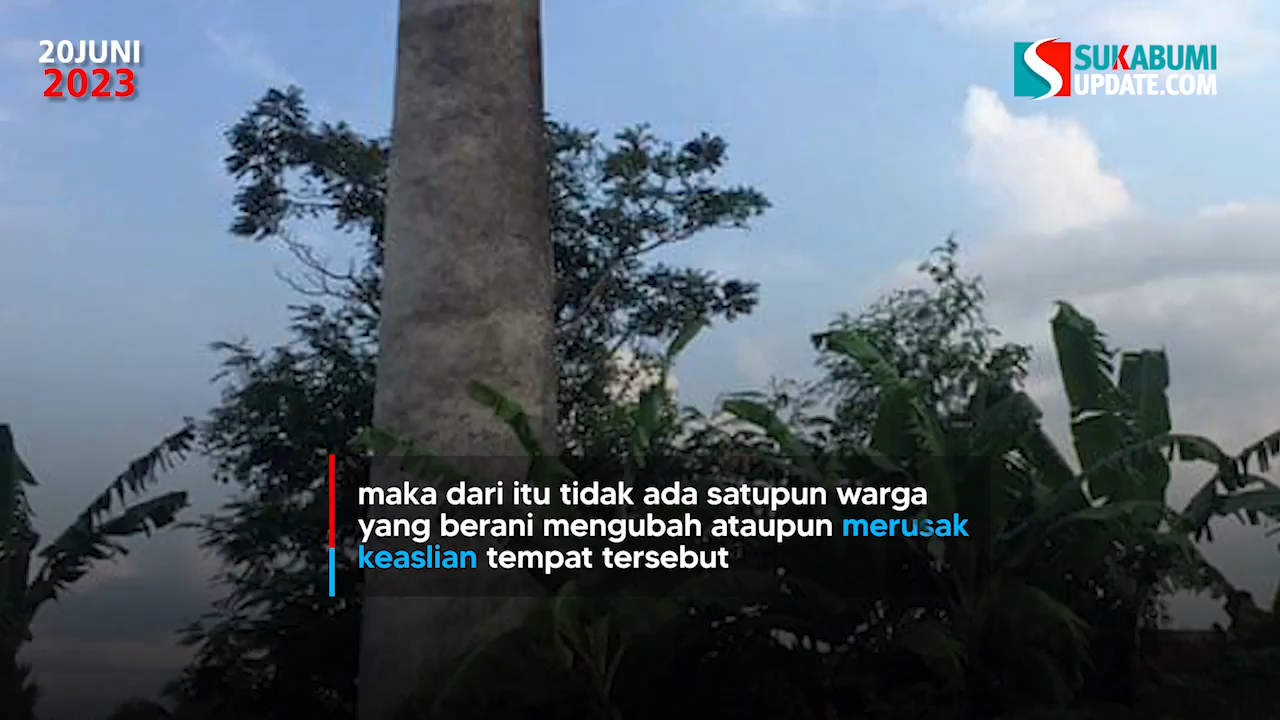 20JUNI
2023
SUKABUMI
UPDATE.COM
maka dari itu tidak ada satupun warga
yang berani mengubah ataupun merusak
keaslian tempat tersebut